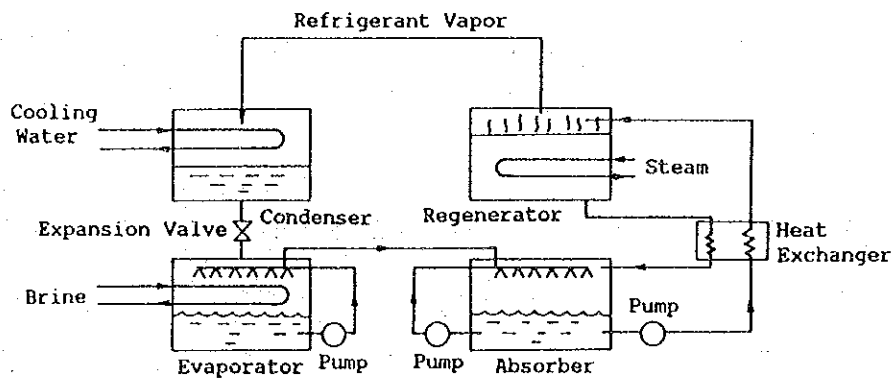 Refrigerant Vapor
Cooling
Water
Steam
Condenser
Regenerator
Expansion Valve
Heat
Exchanger
Brine
Pump
Evaporator
Pump
Pump
Absorber